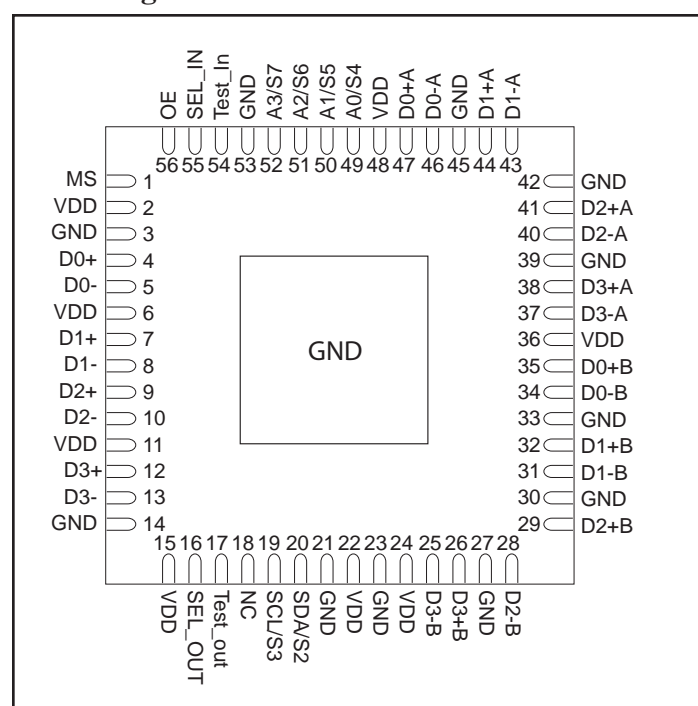 OE SEL_IN Test_In GND A3/S7 A2/S6 A1/S5 A0/S4 VDD D0+A D0-A GND D1+A D1-A
56 55 54 53 52 51 50 49 48 47 46 45 44 43
MS 1
VDD 2
GND 3
D0+ 4
D0- 5
VDD 6
D1+ 7
D1- 8
D2+ 9
D2- 10
VDD 11
D3+ 12
D3- 13
GND 14
GND
42 GND
41 D2+A
40 D2-A
39 GND
38 D3+A
37 D3-A
36 VDD
35 D0+B
34 D0-B
33 GND
32 D1+B
31 D1-B
30 GND
29 D2+B
15 16 17 18 19 20 21 22 23 24 25 26 27 28
VDD SEL_OUT Test_out NC SCL/S3 SDA/S2 GND VDD GND VDD D3-B D3+B GND D2-B